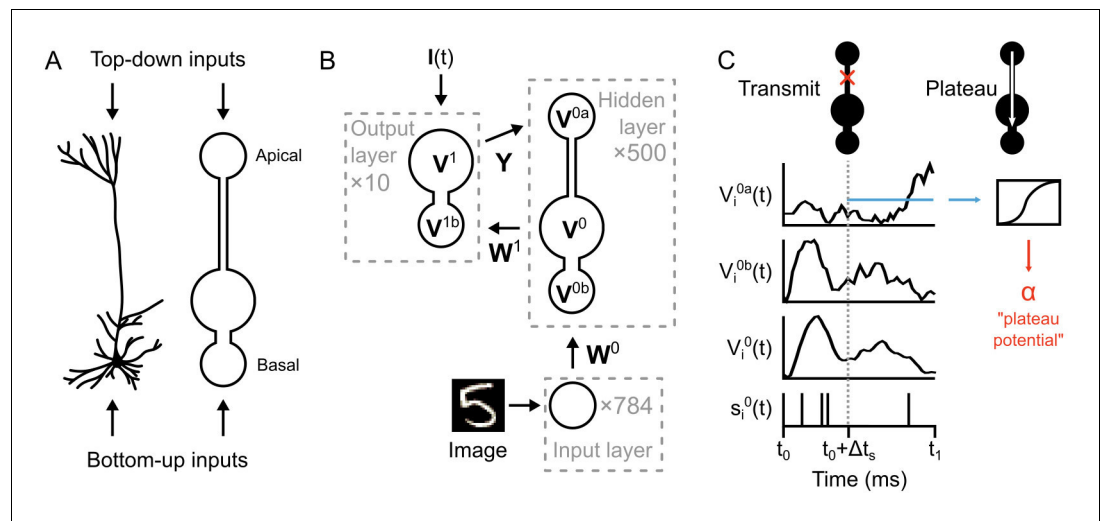 A
Top-down inputs
Apical
Basal
Bottom-up inputs
B
I(t)
Output
layer
×10
V¹
V¹ᵇ
Y
W¹
Hidden
layer
×500
V⁰ᵃ
V⁰
V⁰ᵇ
W⁰
5
Image
×784
Input layer
C
Transmit
Plateau
Vᵢ⁰ᵃ(t)
Vᵢ⁰ᵇ(t)
Vᵢ⁰(t)
sᵢ⁰(t)
α
"plateau
potential"
t₀
t₀+Δtₛ
t₁
Time (ms)